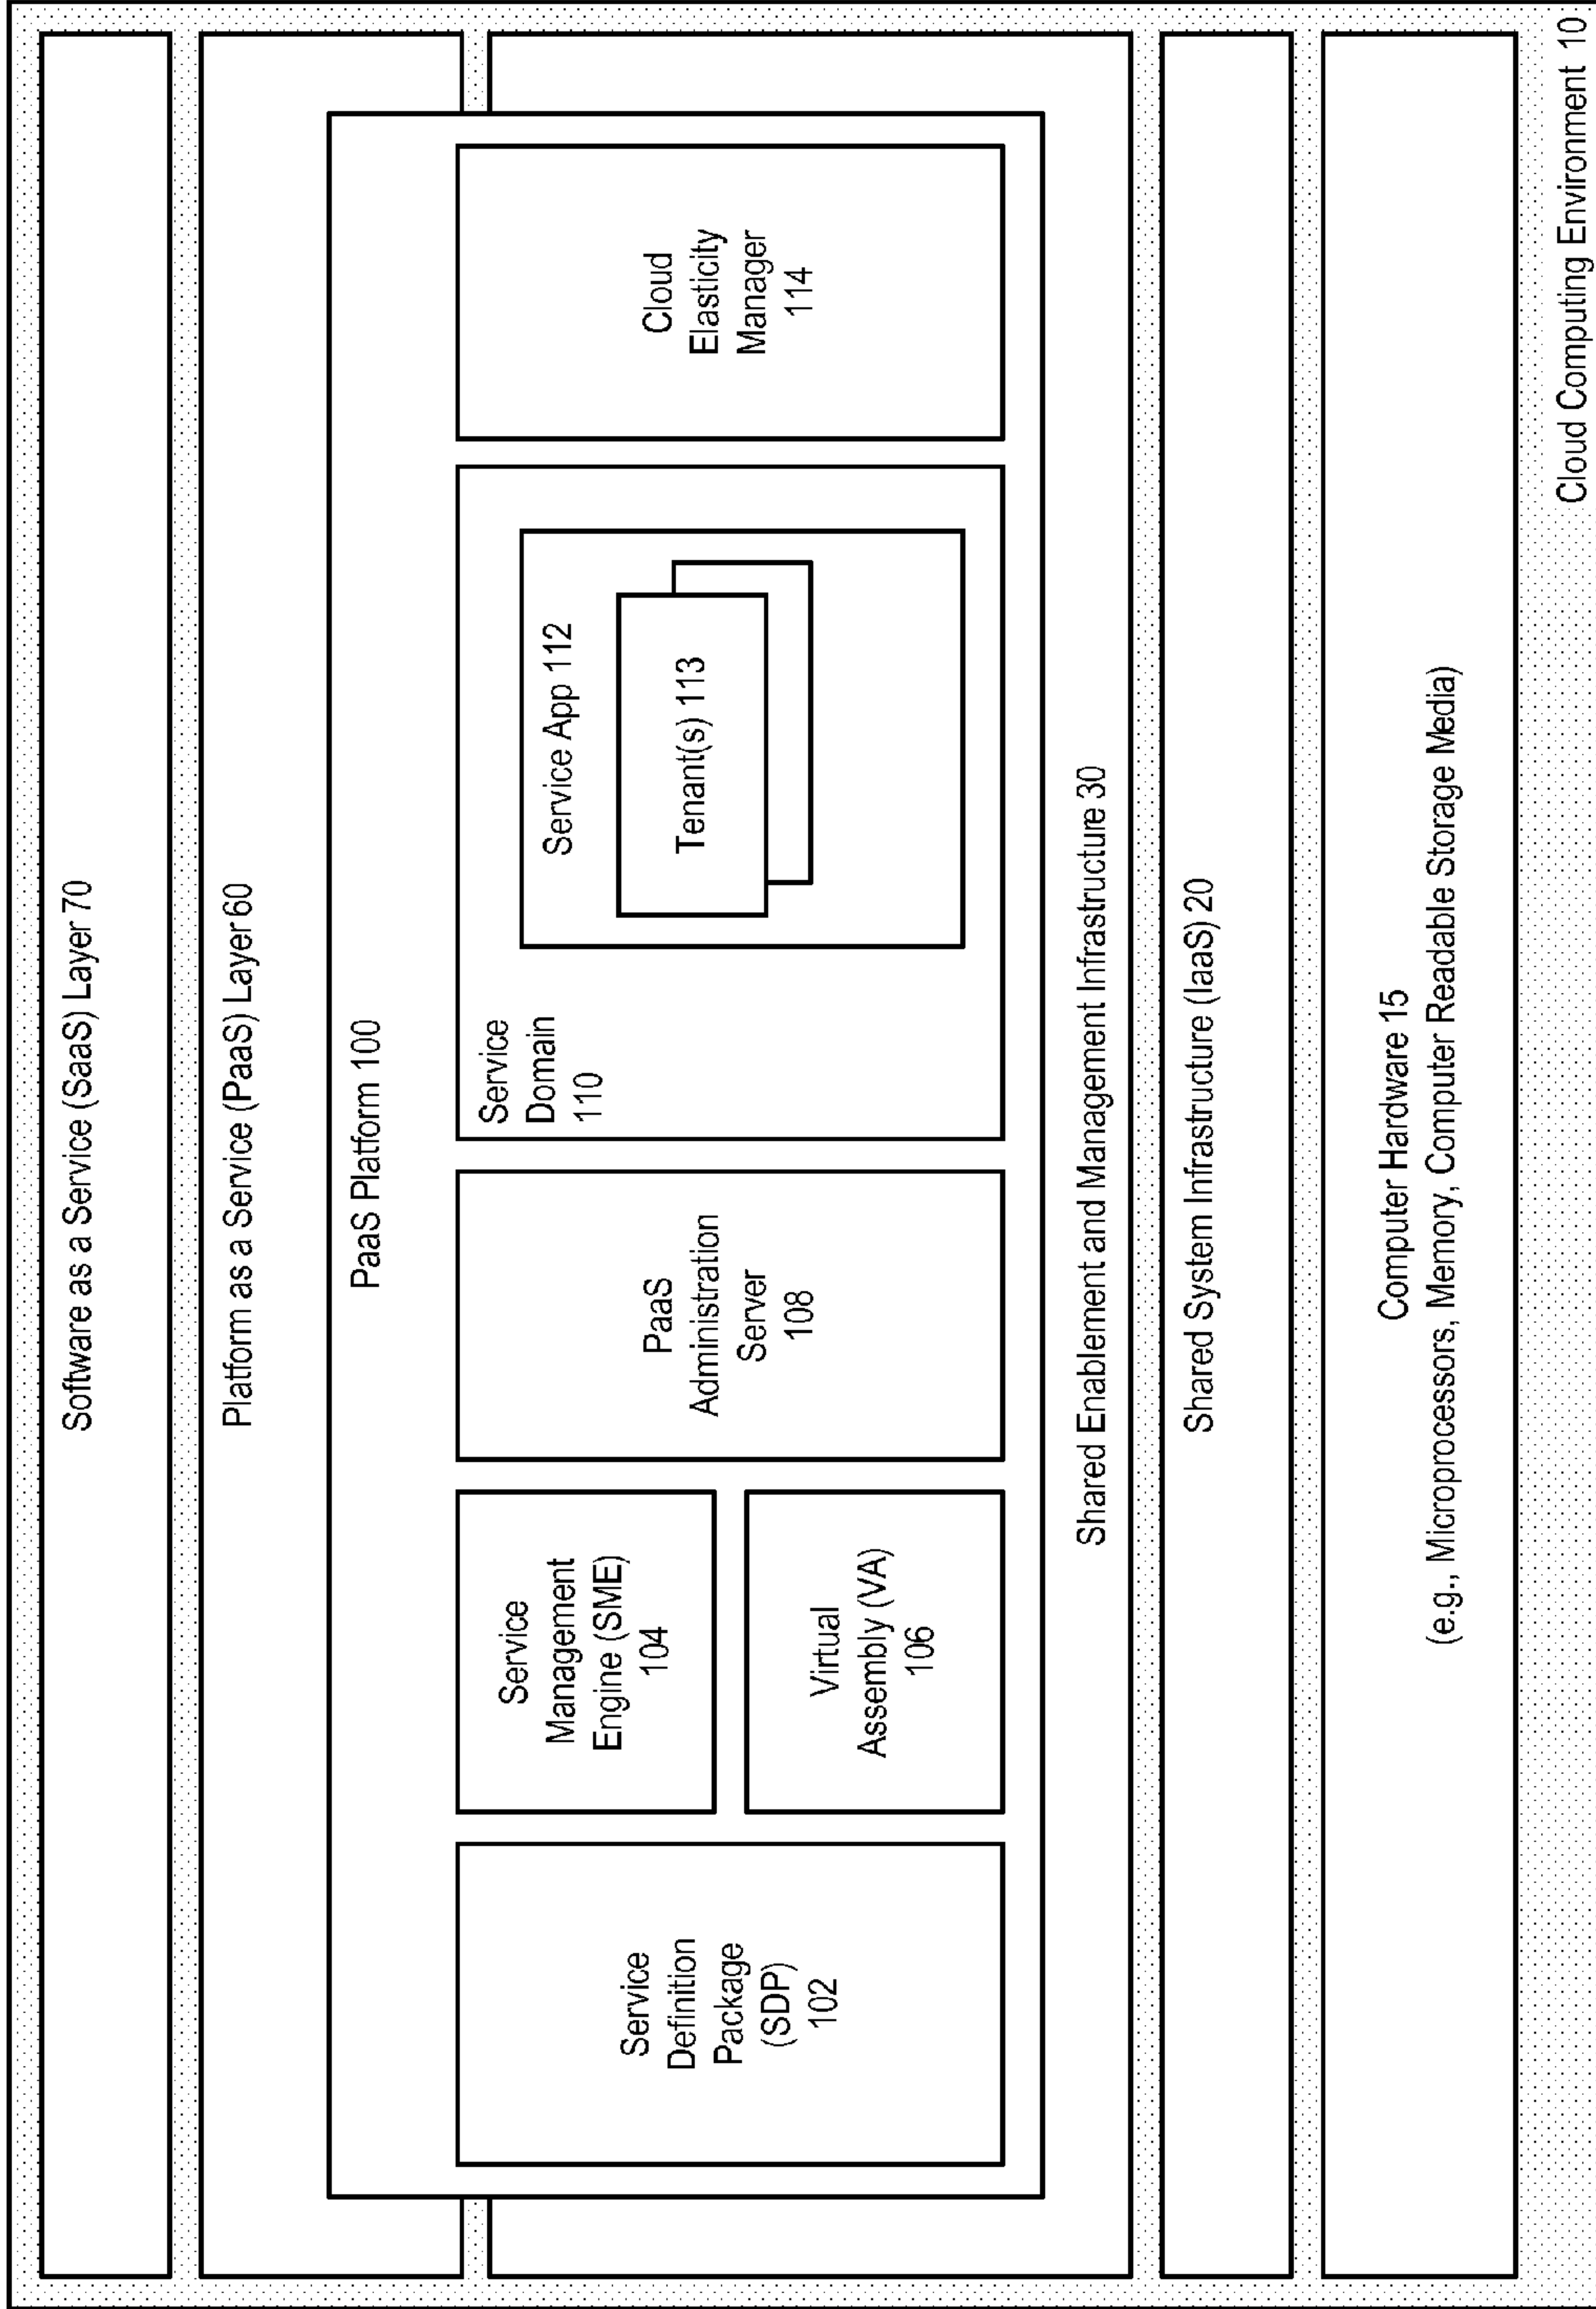 Software as a Service (SaaS) Layer 70
Platform as a Service (PaaS) Layer 60
PaaS Platform 100
Service
Definition
Package
(SDP)
102
Service
Management
Engine (SME)
104
Virtual
Assembly (VA)
106
PaaS
Administration
Server
108
Service
Domain
110
Service App 112
Tenant(s) 113
Cloud
Elasticity
Manager
114
Shared Enablement and Management Infrastructure 30
Shared System Infrastructure (IaaS) 20
Computer Hardware 15
(e.g., Microprocessors, Memory, Computer Readable Storage Media)
Cloud Computing Environment 10